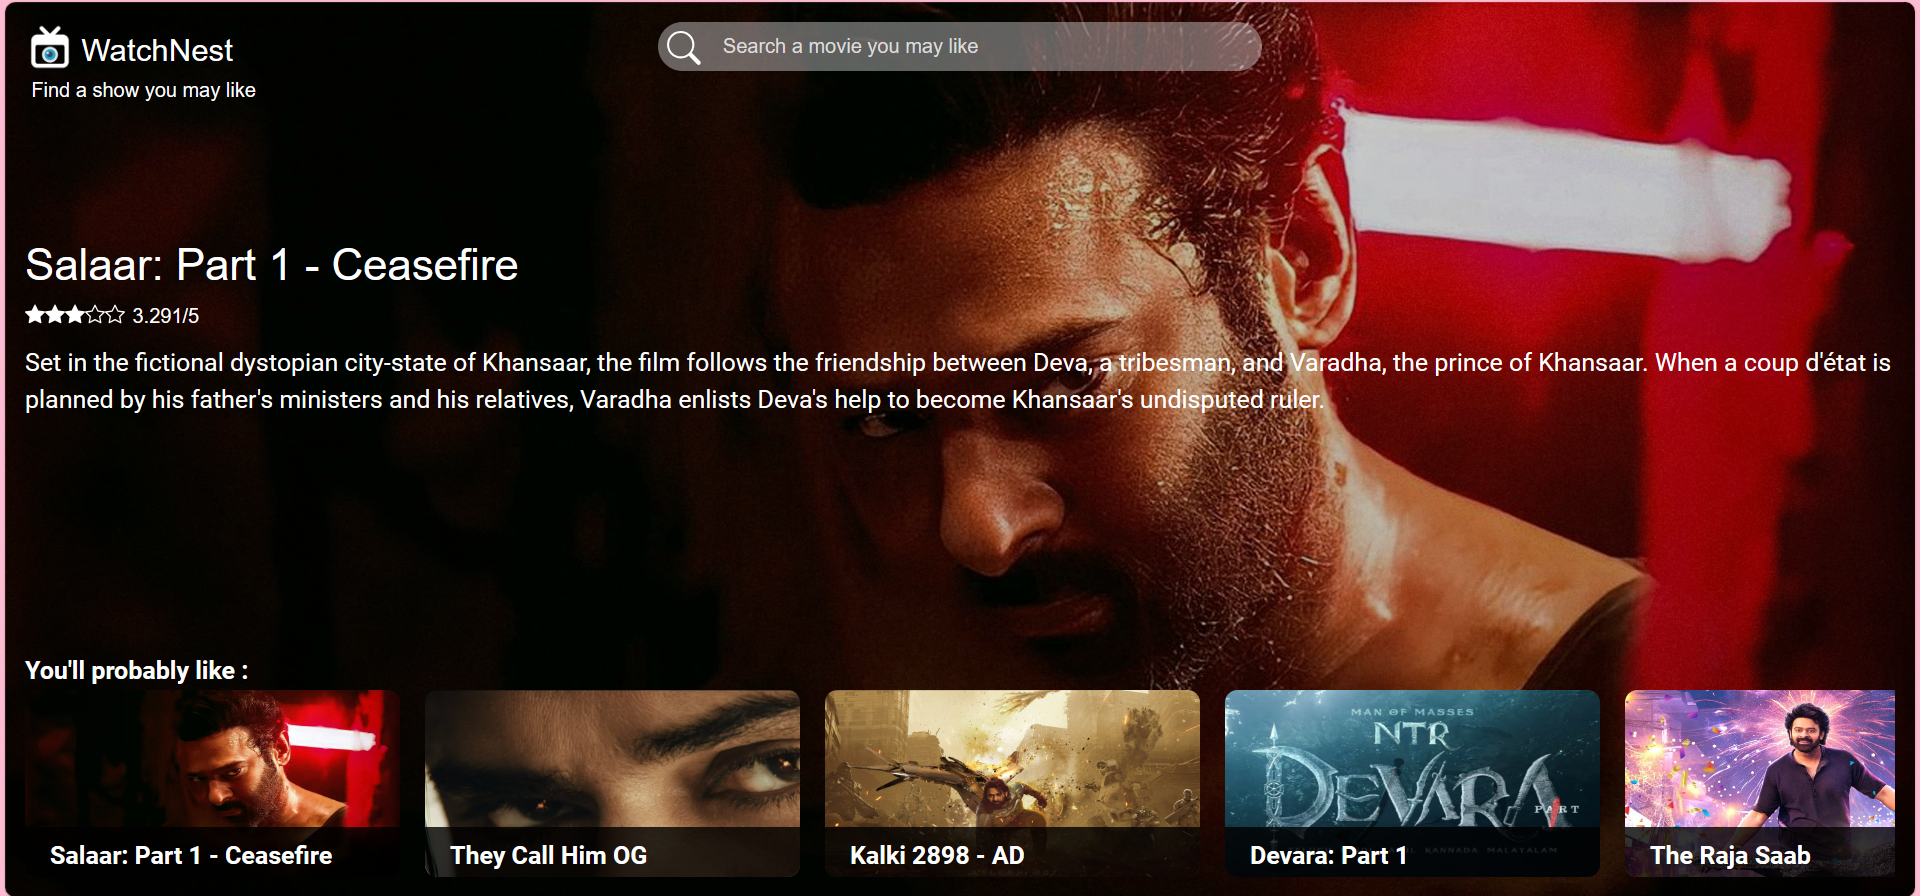 WatchNest
Search a movie you may like
Find a show you may like
Salaar: Part 1 - Ceasefire
3.291/5
Set in the fictional dystopian city-state of Khansaar, the film follows the friendship between Deva, a tribesman, and Varadha, the prince of Khansaar. When a coup d'état is
planned by his father's ministers and his relatives, Varadha enlists Deva's help to become Khansaar's undisputed ruler.
You'll probably like :
MAN OF MASSES
NTR
DEVARA
PART
KANNADA MALAYALAM
Salaar: Part 1 - Ceasefire
They Call Him OG
Kalki 2898 - AD
Devara: Part 1
The Raja Saab